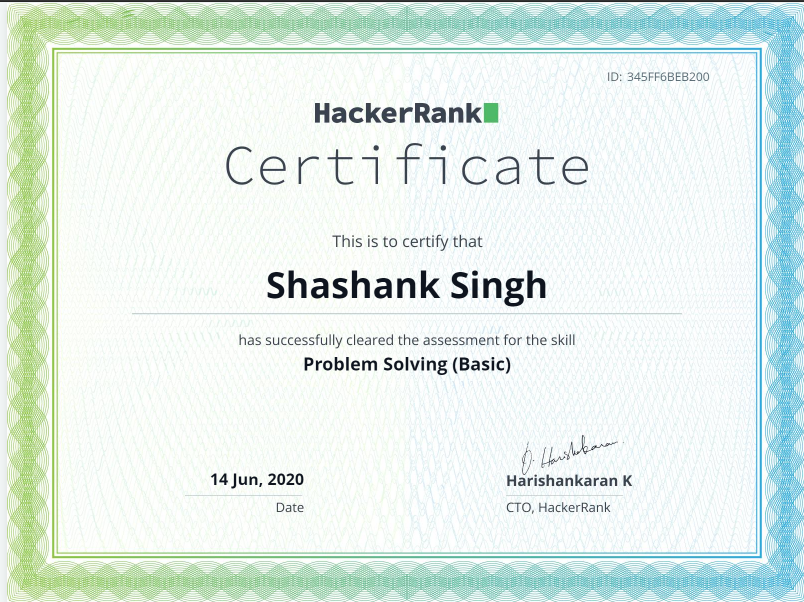 ID: 345FF6BEB200
HackerRank
Certificate
This is to certify that
Shashank Singh
has successfully cleared the assessment for the skill
Problem Solving (Basic)
14 Jun, 2020
Date
Harishankaran K
CTO, HackerRank